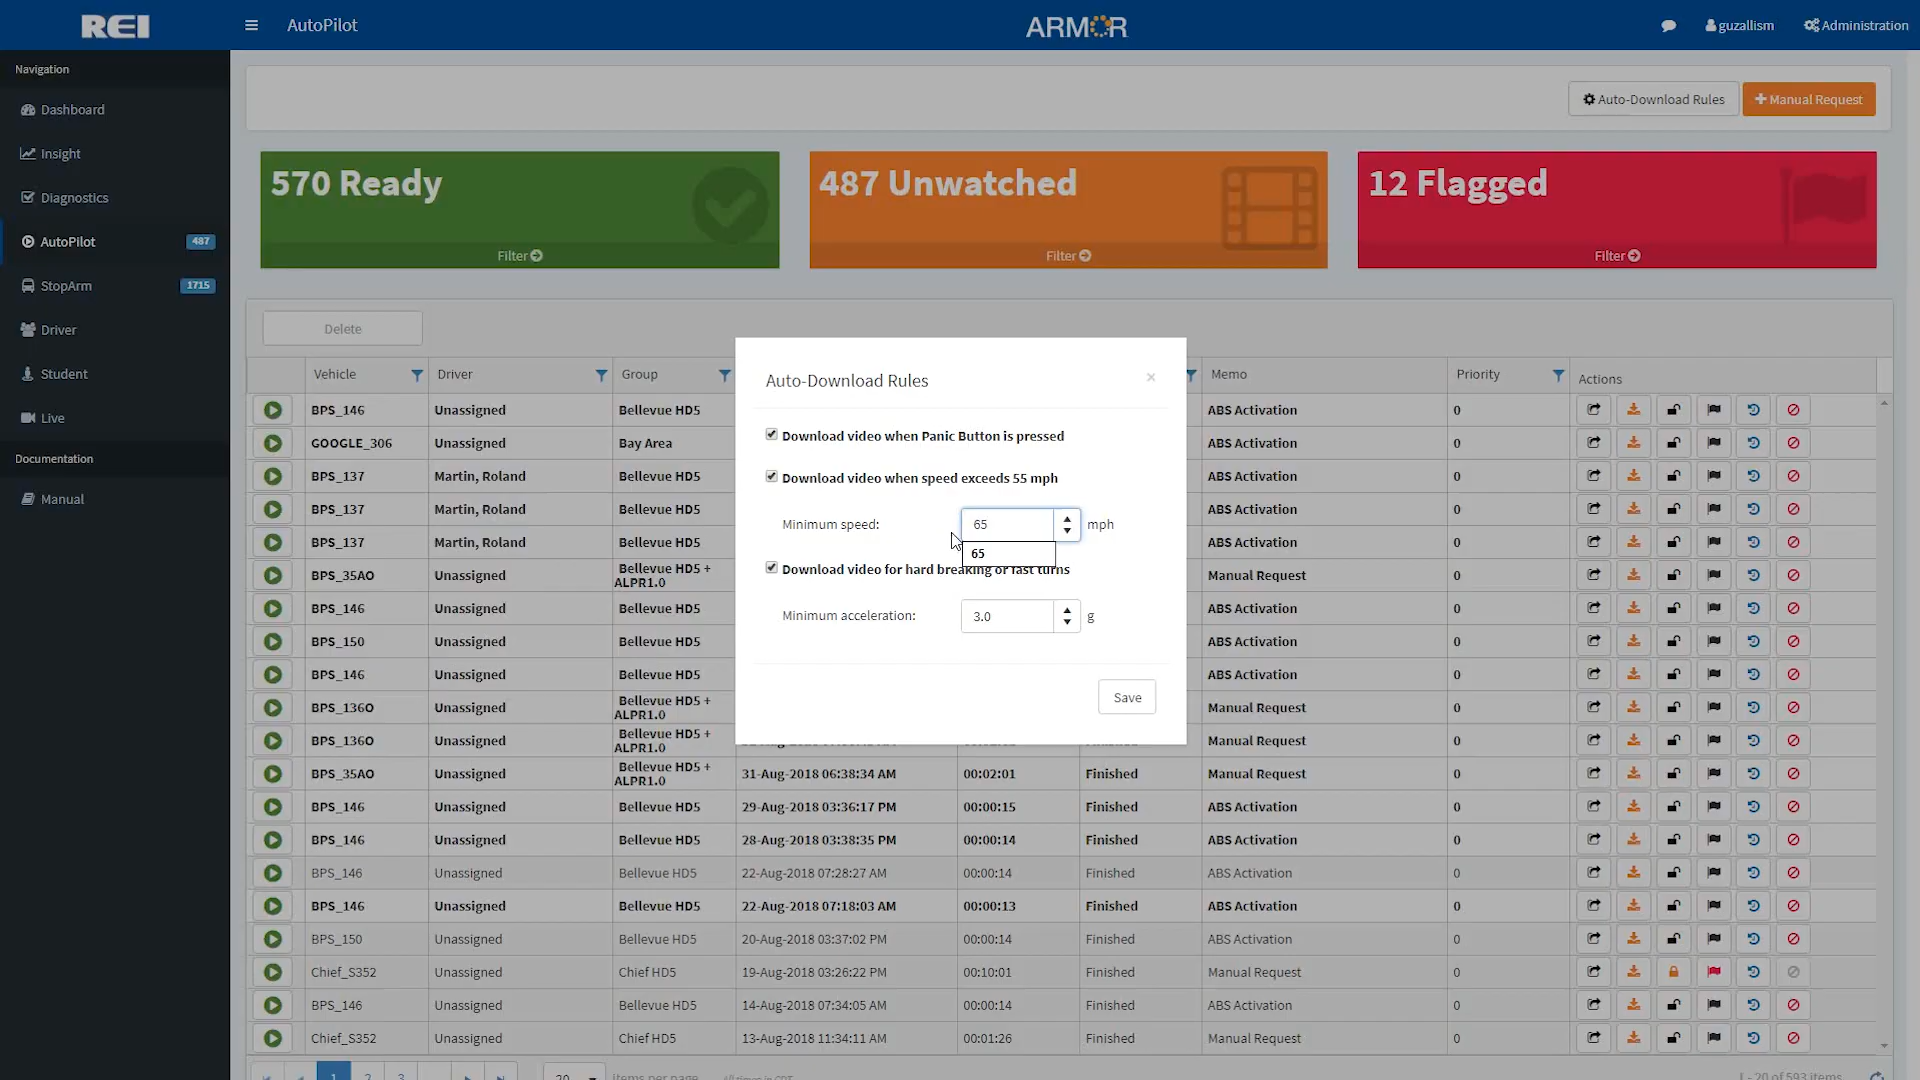 REI
AutoPilot
ARMOR
guzallism
Administration
Navigation
Dashboard
Insight
Diagnostics
AutoPilot 487
StopArm 1715
Driver
Student
Live
Documentation
Manual
Auto-Download Rules
Manual Request
570 Ready
Filter
487 Unwatched
Filter
12 Flagged
Filter
Delete
Vehicle Driver Group Memo Priority Actions
BPS_146 Unassigned Bellevue HD5 ABS Activation 0
GOOGLE_306 Unassigned Bay Area ABS Activation 0
BPS_137 Martin, Roland Bellevue HD5 ABS Activation 0
BPS_137 Martin, Roland Bellevue HD5 ABS Activation 0
BPS_137 Martin, Roland Bellevue HD5 ABS Activation 0
BPS_35AO Unassigned Bellevue HD5 + ALPR1.0 Manual Request 0
BPS_146 Unassigned Bellevue HD5 ABS Activation 0
BPS_150 Unassigned Bellevue HD5 ABS Activation 0
BPS_146 Unassigned Bellevue HD5 ABS Activation 0
BPS_136O Unassigned Bellevue HD5 + ALPR1.0 Manual Request 0
BPS_136O Unassigned Bellevue HD5 + ALPR1.0 Manual Request 0
BPS_35AO Unassigned Bellevue HD5 + ALPR1.0 31-Aug-2018 06:38:34 AM 00:02:01 Finished Manual Request 0
BPS_146 Unassigned Bellevue HD5 29-Aug-2018 03:36:17 PM 00:00:15 Finished ABS Activation 0
BPS_146 Unassigned Bellevue HD5 28-Aug-2018 03:38:35 PM 00:00:14 Finished ABS Activation 0
BPS_146 Unassigned Bellevue HD5 22-Aug-2018 07:28:27 AM 00:00:14 Finished ABS Activation 0
BPS_146 Unassigned Bellevue HD5 22-Aug-2018 07:18:03 AM 00:00:13 Finished ABS Activation 0
BPS_150 Unassigned Bellevue HD5 20-Aug-2018 03:37:02 PM 00:00:14 Finished ABS Activation 0
Chief_S352 Unassigned Chief HD5 19-Aug-2018 03:26:22 PM 00:10:01 Finished Manual Request 0
BPS_146 Unassigned Bellevue HD5 14-Aug-2018 07:34:05 AM 00:00:14 Finished ABS Activation 0
Chief_S352 Unassigned Chief HD5 13-Aug-2018 11:34:11 AM 00:01:26 Finished Manual Request 0
1 2 3 ... 20 items per page 1 - 20 of 593 items
Auto-Download Rules ×
Download video when Panic Button is pressed
Download video when speed exceeds 55 mph
Minimum speed: 65 mph
65
Download video for hard breaking or fast turns
Minimum acceleration: 3.0 g
Save